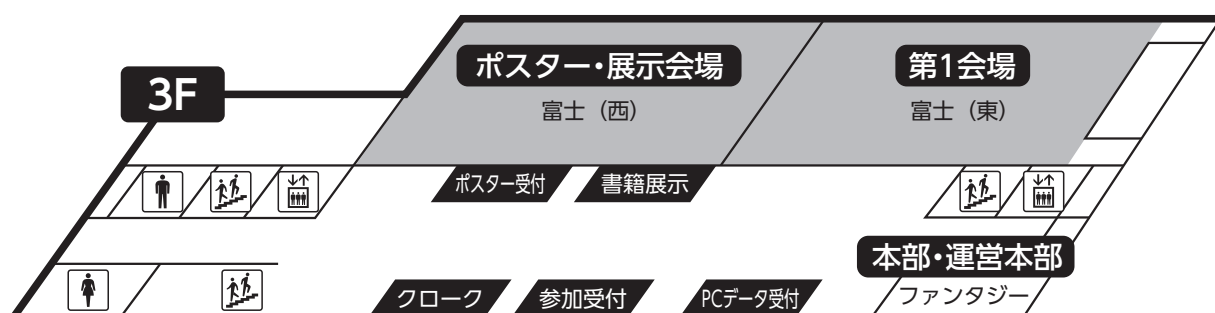 ポスター・展示会場
第1会場
3F
富士（西）
富士（東）
ポスター受付
書籍展示
本部・運営本部
ファンタジー
クローク
参加受付
PCデータ受付